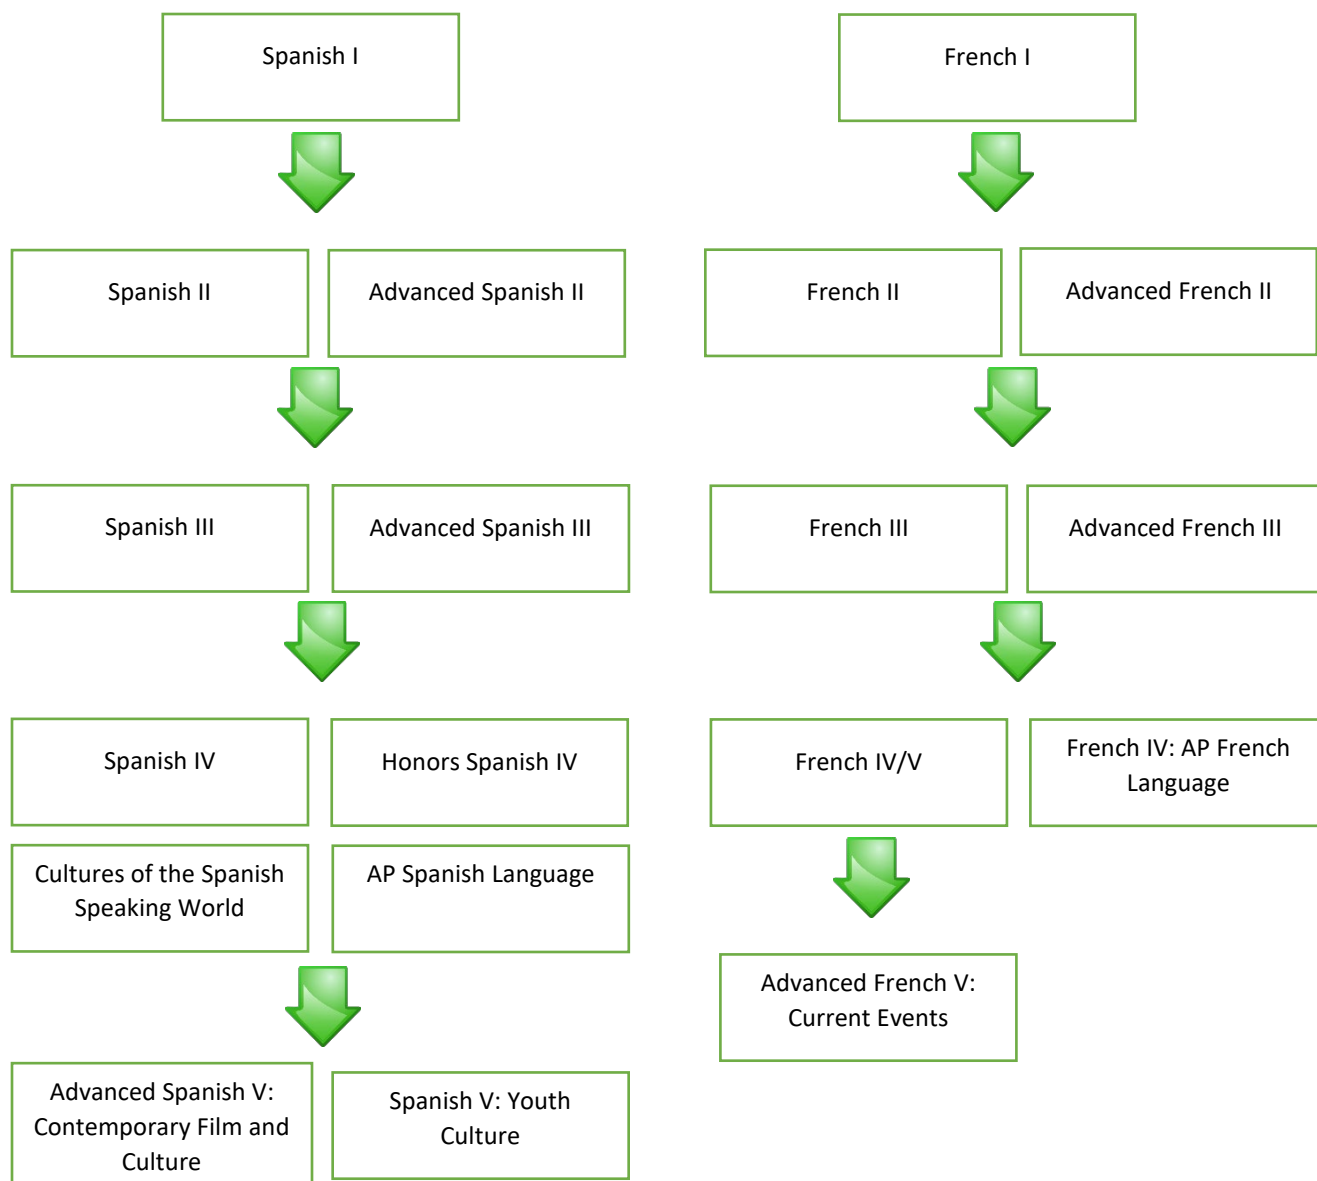 Spanish I
French I
Spanish II
Advanced Spanish II
French II
Advanced French II
Spanish III
Advanced Spanish III
French III
Advanced French III
Spanish IV
Honors Spanish IV
French IV/V
French IV: AP French
Language
Cultures of the Spanish
Speaking World
AP Spanish Language
Advanced French V:
Current Events
Advanced Spanish V:
Contemporary Film and
Culture
Spanish V: Youth
Culture